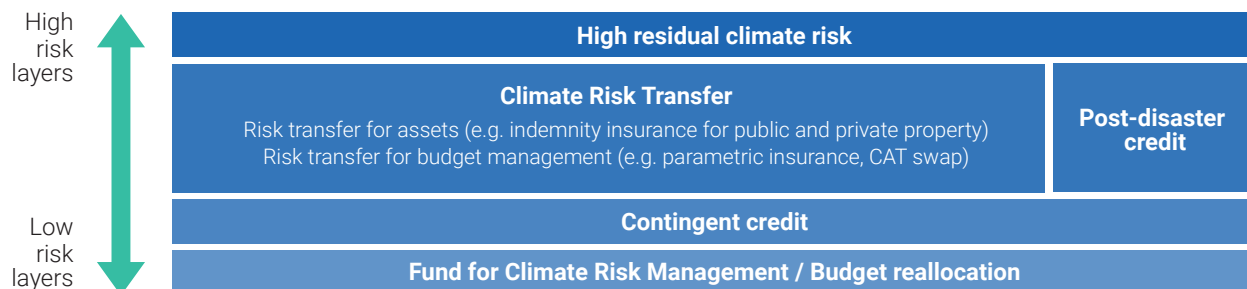 High
risk
layers
High residual climate risk
Climate Risk Transfer
Risk transfer for assets (e.g. indemnity insurance for public and private property)
Risk transfer for budget management (e.g. parametric insurance, CAT swap)
Post-disaster
credit
Low
risk
layers
Contingent credit
Fund for Climate Risk Management / Budget reallocation